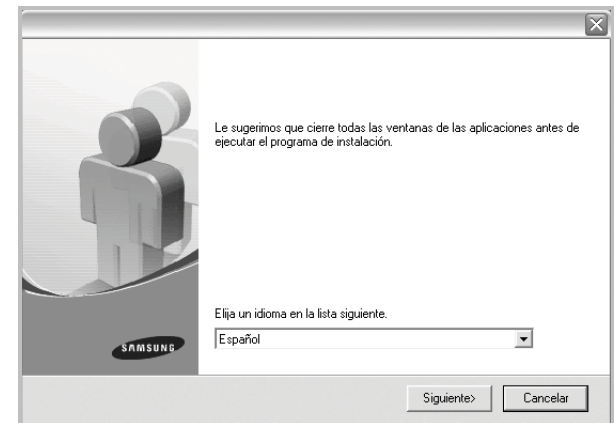 Le sugerimos que cierre todas las ventanas de las aplicaciones antes de
ejecutar el programa de instalación.
Elija un idioma en la lista siguiente.
Español
SAMSUNG
Siguiente>
Cancelar